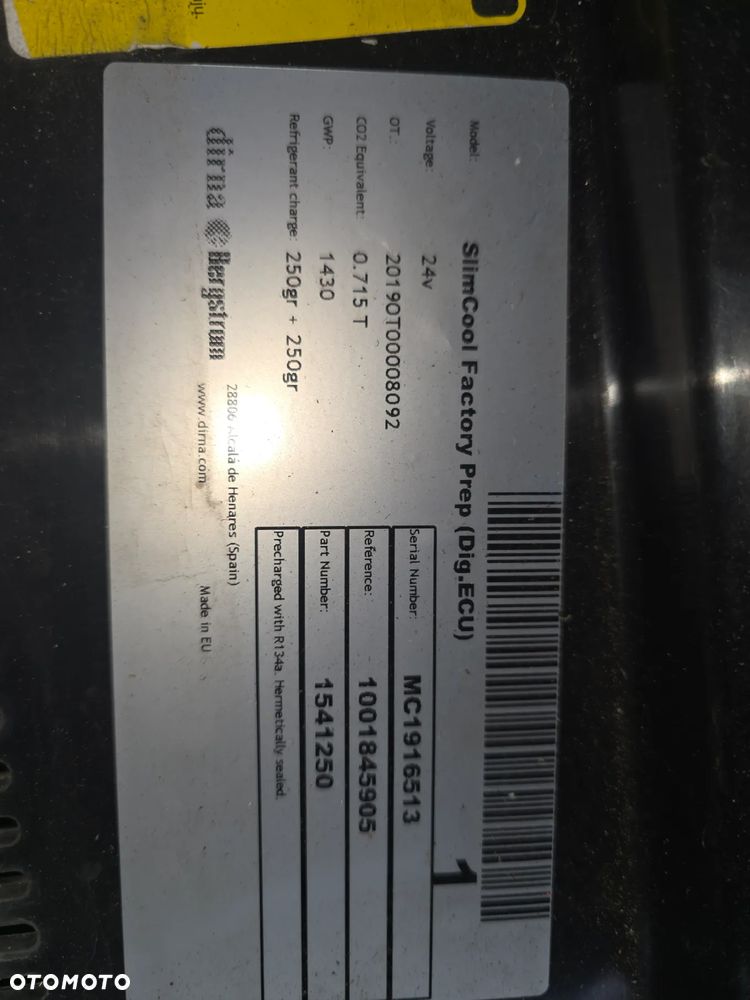 Model: SlimCool Factory Prep (Dig.ECU)
1
Voltage: 24v
OT.: 2019OT00008092
CO2 Equivalent: 0.715 T
GWP: 1430
Refrigerant charge: 250gr + 250gr
Serial Number: MC1916513
Reference: 1001845905
Part Number: 1541250
Precharged with R134a. Hermetically sealed.
dirna Bergstrom
28806 Alcalá de Henares (Spain)
www.dirna.com
Made in EU
OTOMOTO